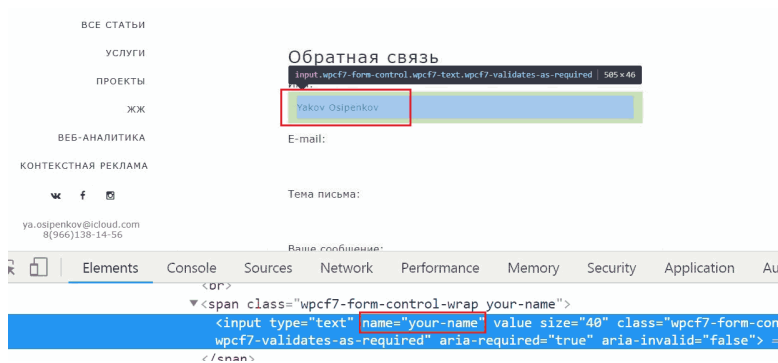 ВСЕ СТАТЬИ
УСЛУГИ
ПРОЕКТЫ
ЖЖ
ВЕБ-АНАЛИТИКА
КОНТЕКСТНАЯ РЕКЛАМА
ya.osipenkov@icloud.com
8(966)138-14-56
Обратная связь
input.wpcf7-form-control.wpcf7-text.wpcf7-validates-as-required | 505 × 46
Yakov Osipenkov
E-mail:
Тема письма:
Ваше сообщение:
Elements Console Sources Network Performance Memory Security Application Au
<br>
▼<span class="wpcf7-form-control-wrap your-name">
<input type="text" name="your-name" value size="40" class="wpcf7-form-con
wpcf7-validates-as-required" aria-required="true" aria-invalid="false"> =
</span>